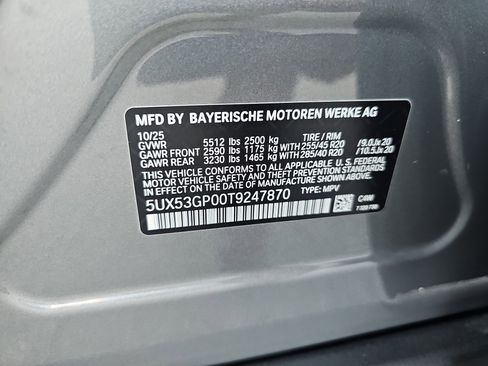 MFD BY BAYERISCHE MOTOREN WERKE AG
10/25
GVWR 5512 lbs 2500 kg TIRE / RIM
GAWR FRONT 2590 lbs 1175 kg 255/45 R20 / 9.0Jx20
GAWR REAR 3230 lbs 1465 kg 285/40 R20 / 10.5Jx20
THIS VEHICLE CONFORMS TO ALL APPLICABLE U.S. FEDERAL
MOTOR VEHICLE SAFETY AND THEFT PREVENTION STANDARDS
IN EFFECT ON THE DATE OF MANUFACTURE SHOWN ABOVE.
5UX53GP00T9247870 TYPE: MPV C4W